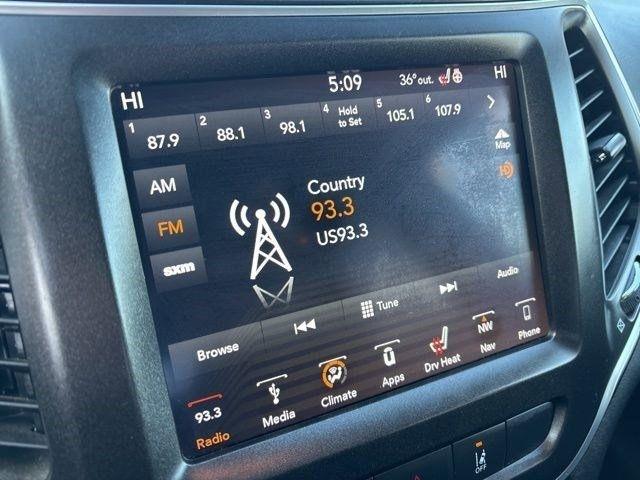 HI 5:09 36° out. HI
1 87.9 2 88.1 3 98.1 4 Hold to Set 5 105.1 6 107.9
Map
AM
FM
sxm
Country
93.3
US93.3
Browse Tune Audio
93.3 NW
Radio Media Climate Apps Drv Heat Nav Phone
OFF